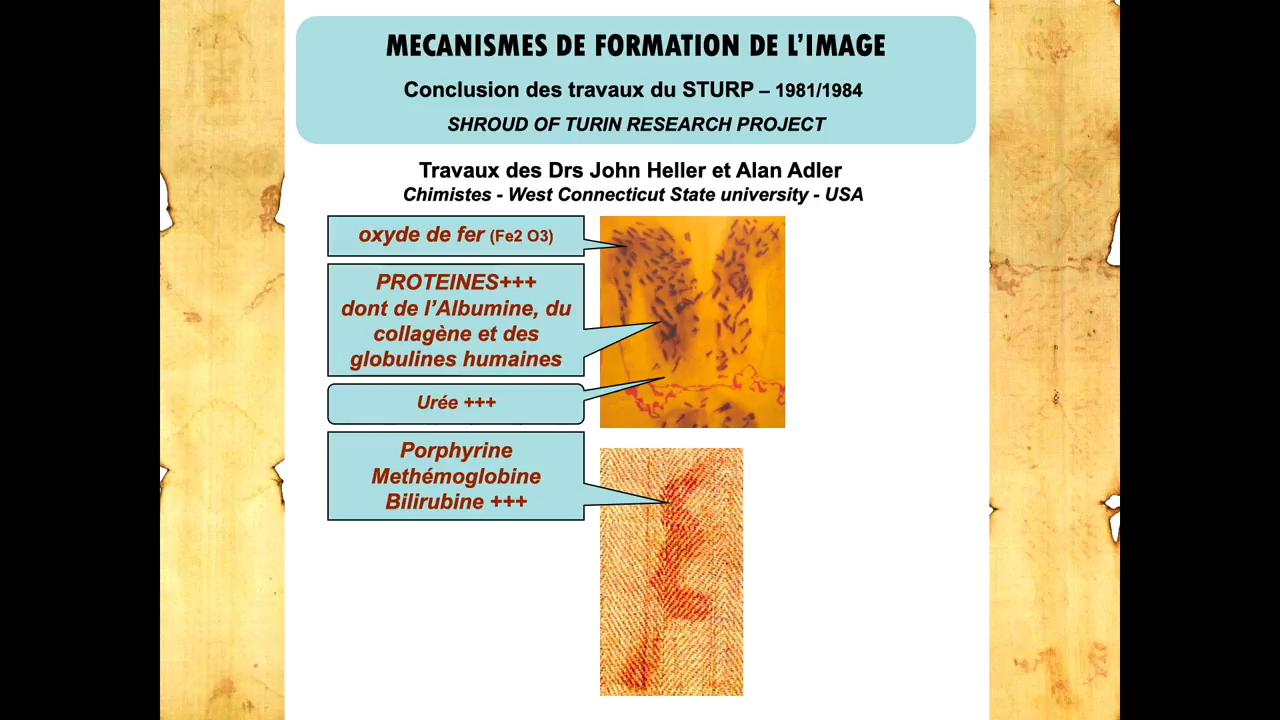 MECANISMES DE FORMATION DE L'IMAGE
Conclusion des travaux du STURP – 1981/1984
SHROUD OF TURIN RESEARCH PROJECT
Travaux des Drs John Heller et Alan Adler
Chimistes - West Connecticut State university - USA
oxyde de fer (Fe2 O3)
PROTEINES+++
dont de l'Albumine, du
collagène et des
globulines humaines
Urée +++
Porphyrine
Methémoglobine
Bilirubine +++